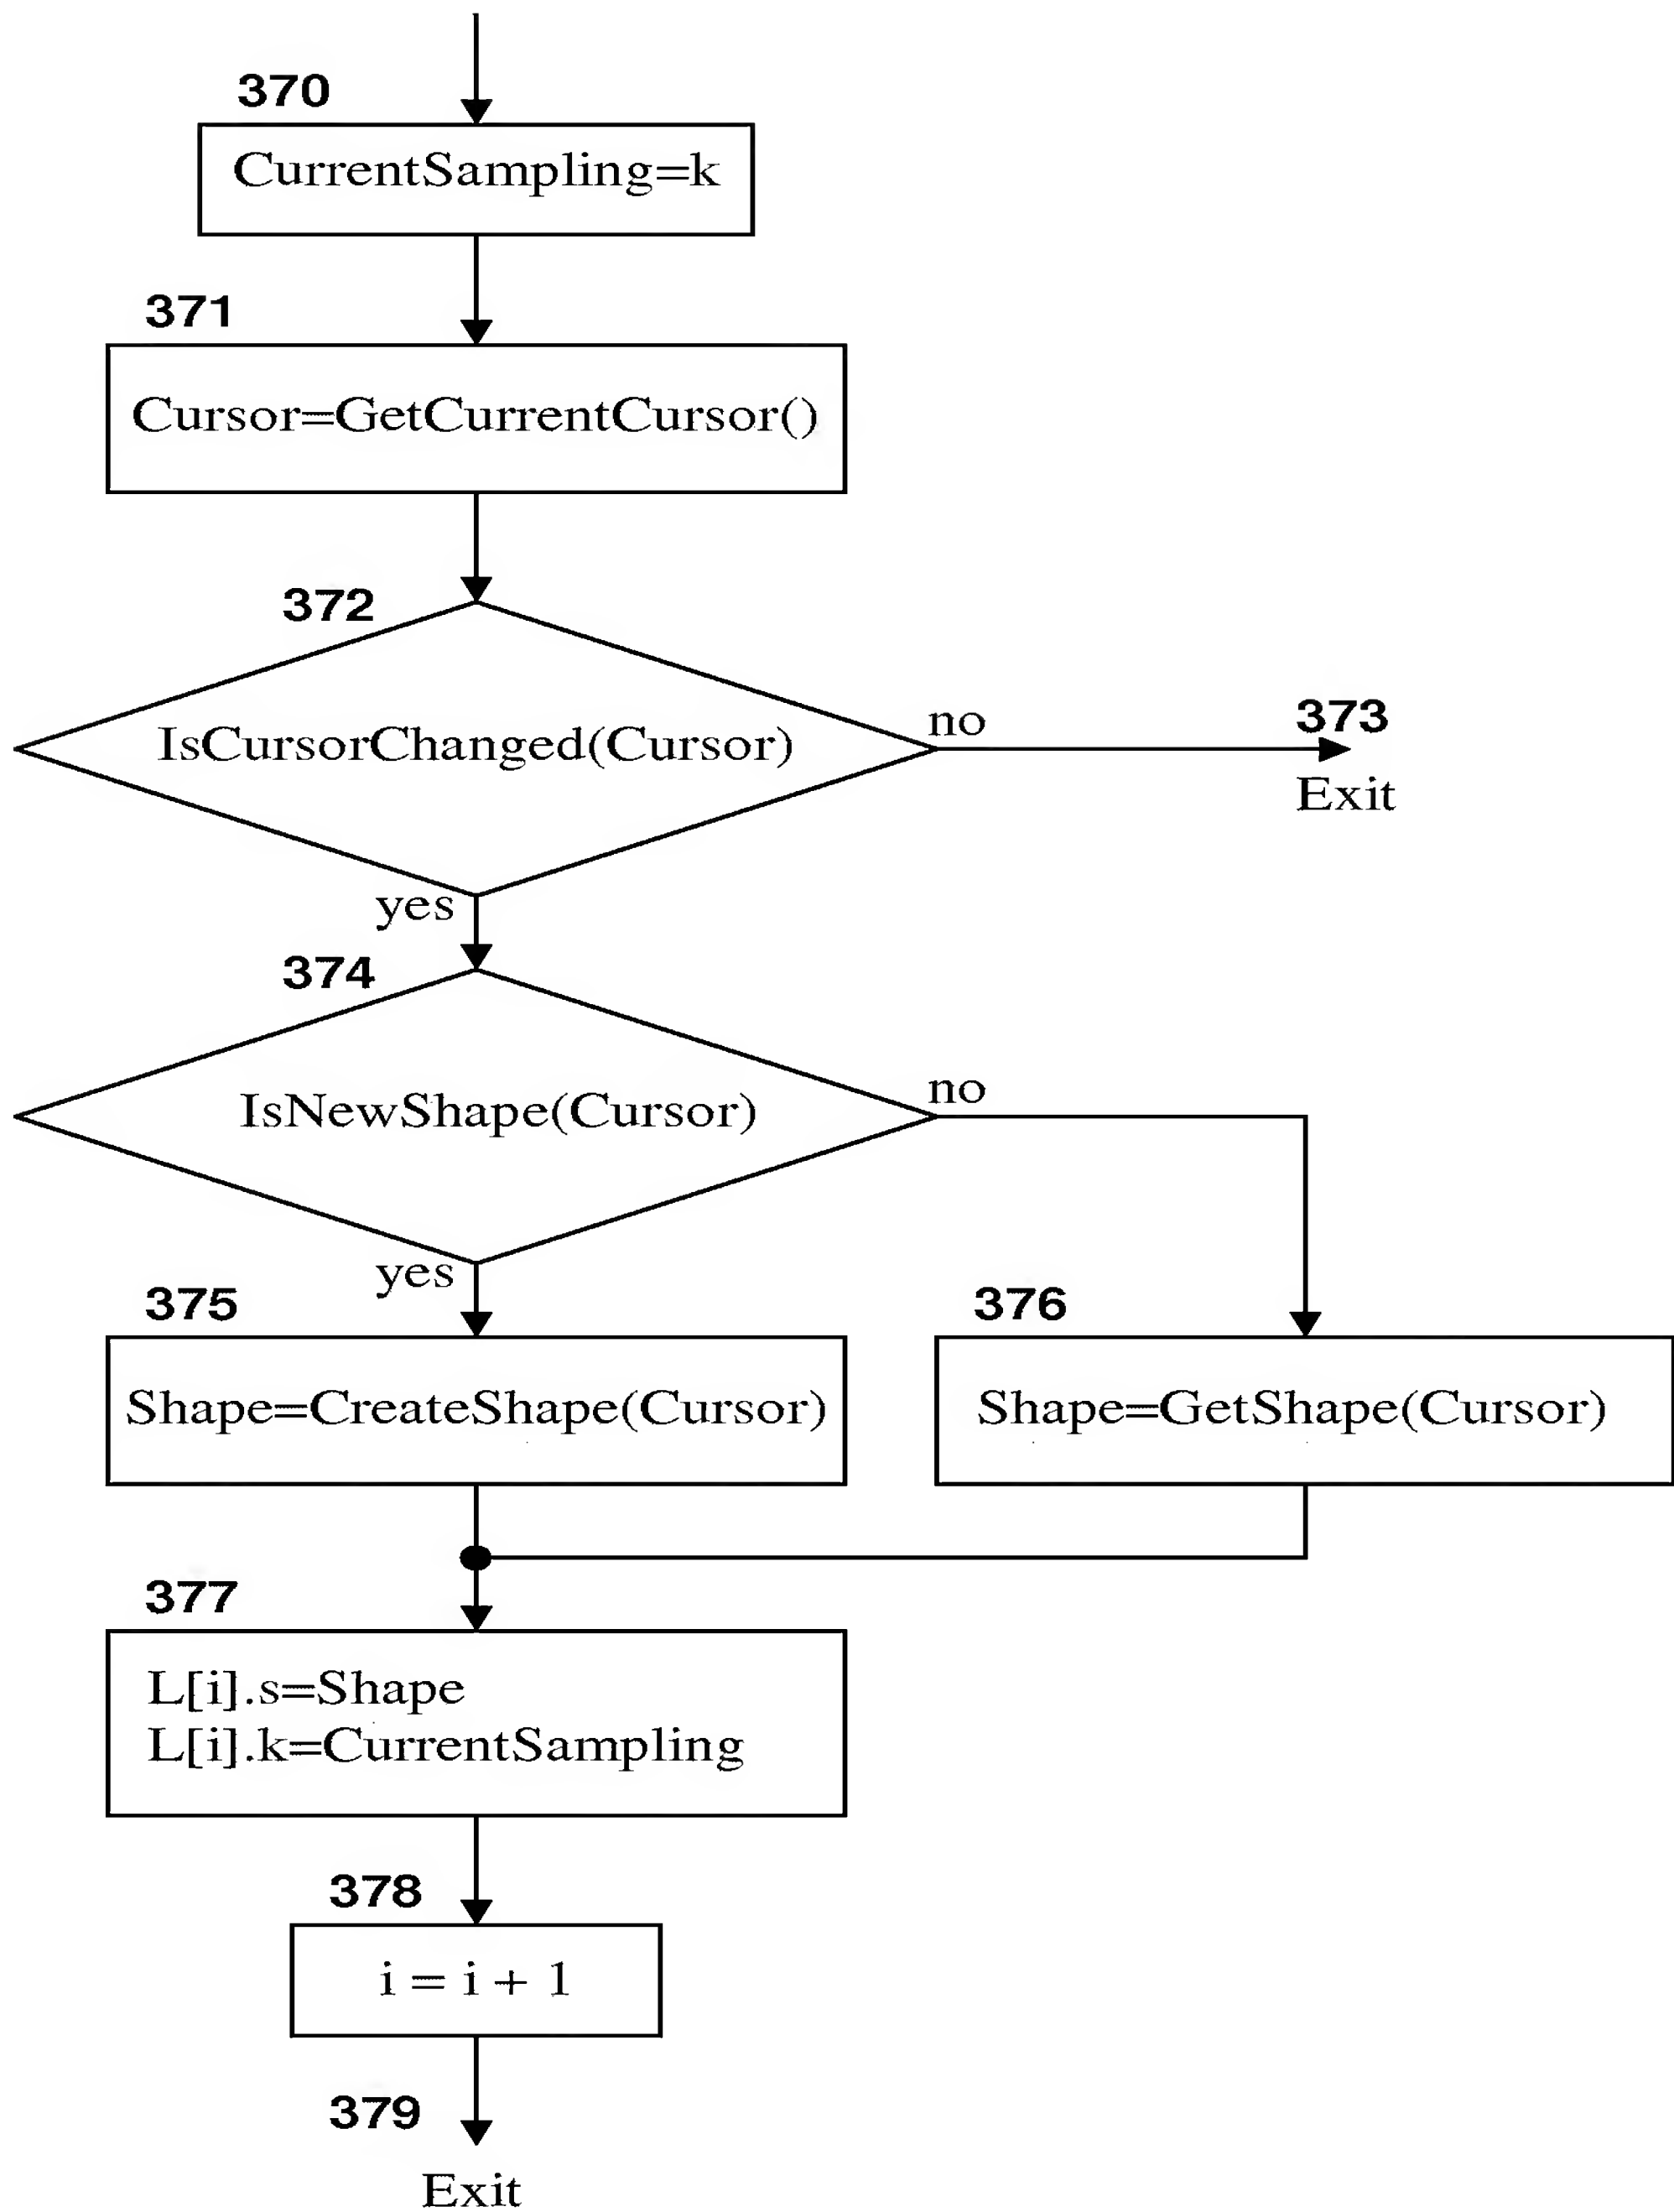 370
CurrentSampling=k
371
Cursor=GetCurrentCursor()
372
IsCursorChanged(Cursor)
no
373
Exit
yes
374
IsNewShape(Cursor)
no
yes
375
Shape=CreateShape(Cursor)
376
Shape=GetShape(Cursor)
377
L[i].s=Shape
L[i].k=CurrentSampling
378
i = i + 1
379
Exit